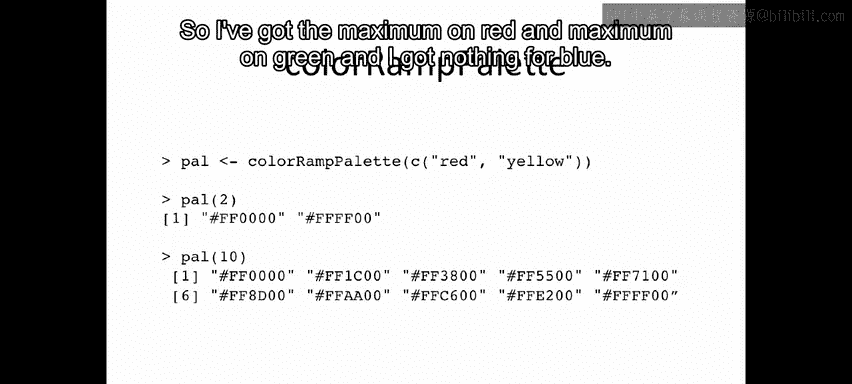 So I've got the maximum on red and maximum
on green and I got nothing for blue.
colorRampPalette
> pal <- colorRampPalette(c("red", "yellow"))
> pal(2)
[1] "#FF0000" "#FFFF00"
> pal(10)
[1] "#FF0000" "#FF1C00" "#FF3800" "#FF5500" "#FF7100"
[6] "#FF8D00" "#FFAA00" "#FFC600" "#FFE200" "#FFFF00”